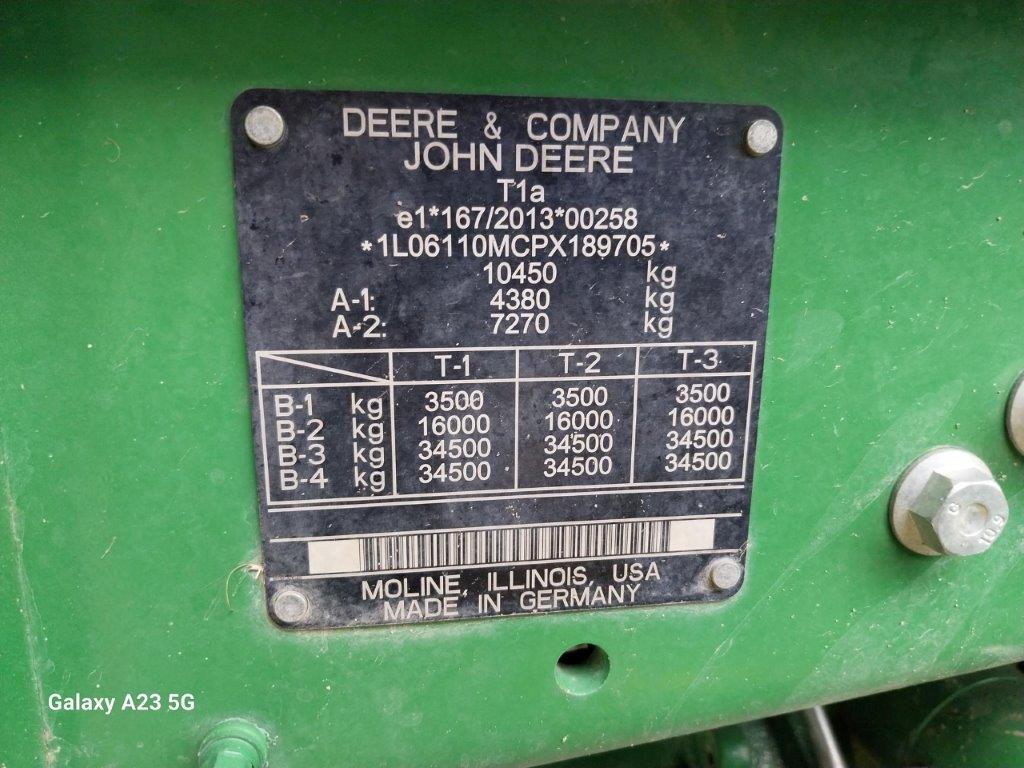 DEERE & COMPANY
JOHN DEERE
T1a
e1*167/2013*00258
*1L06110MCPX189705*
10450 kg
A-1: 4380 kg
A-2: 7270 kg
T-1 T-2 T-3
B-1 kg 3500 3500 3500
B-2 kg 16000 16000 16000
B-3 kg 34500 34500 34500
B-4 kg 34500 34500 34500
MOLINE, ILLINOIS, USA
MADE IN GERMANY
10.9
Galaxy A23 5G